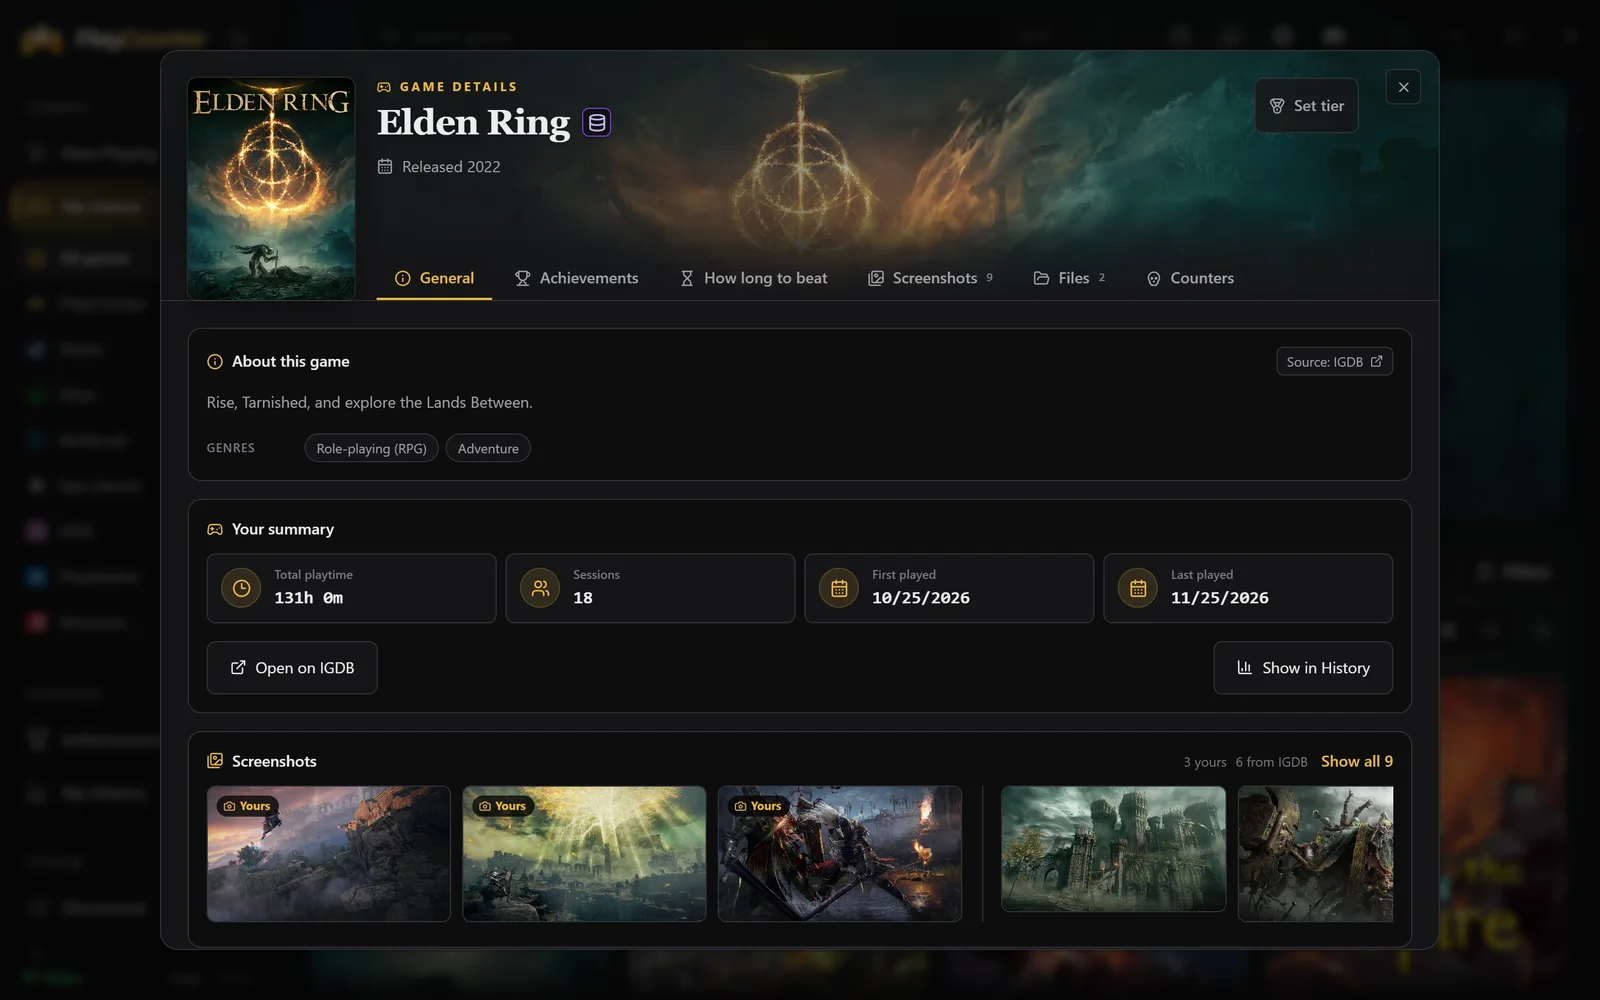 PlayCounter
ELDEN RING
GAME DETAILS
Elden Ring
Released 2022
Set tier
General
Achievements
How long to beat
Screenshots 9
Files 2
Counters
About this game
Source: IGDB
Rise, Tarnished, and explore the Lands Between.
GENRES
Role-playing (RPG)
Adventure
Your summary
Total playtime
131h 0m
Sessions
18
First played
10/25/2026
Last played
11/25/2026
Open on IGDB
Show in History
Screenshots
3 yours 6 from IGDB Show all 9
Yours
Yours
Yours